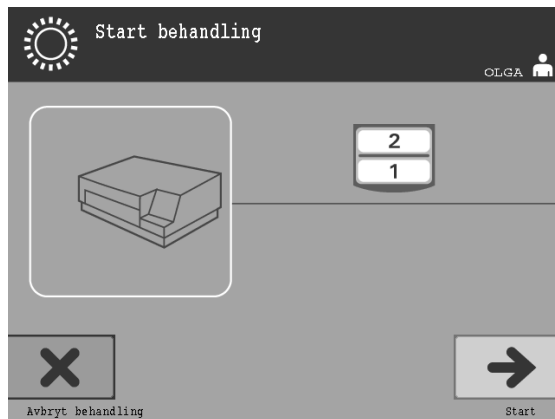 Start behandling
OLGA
2
1
Avbryt behandling
Start